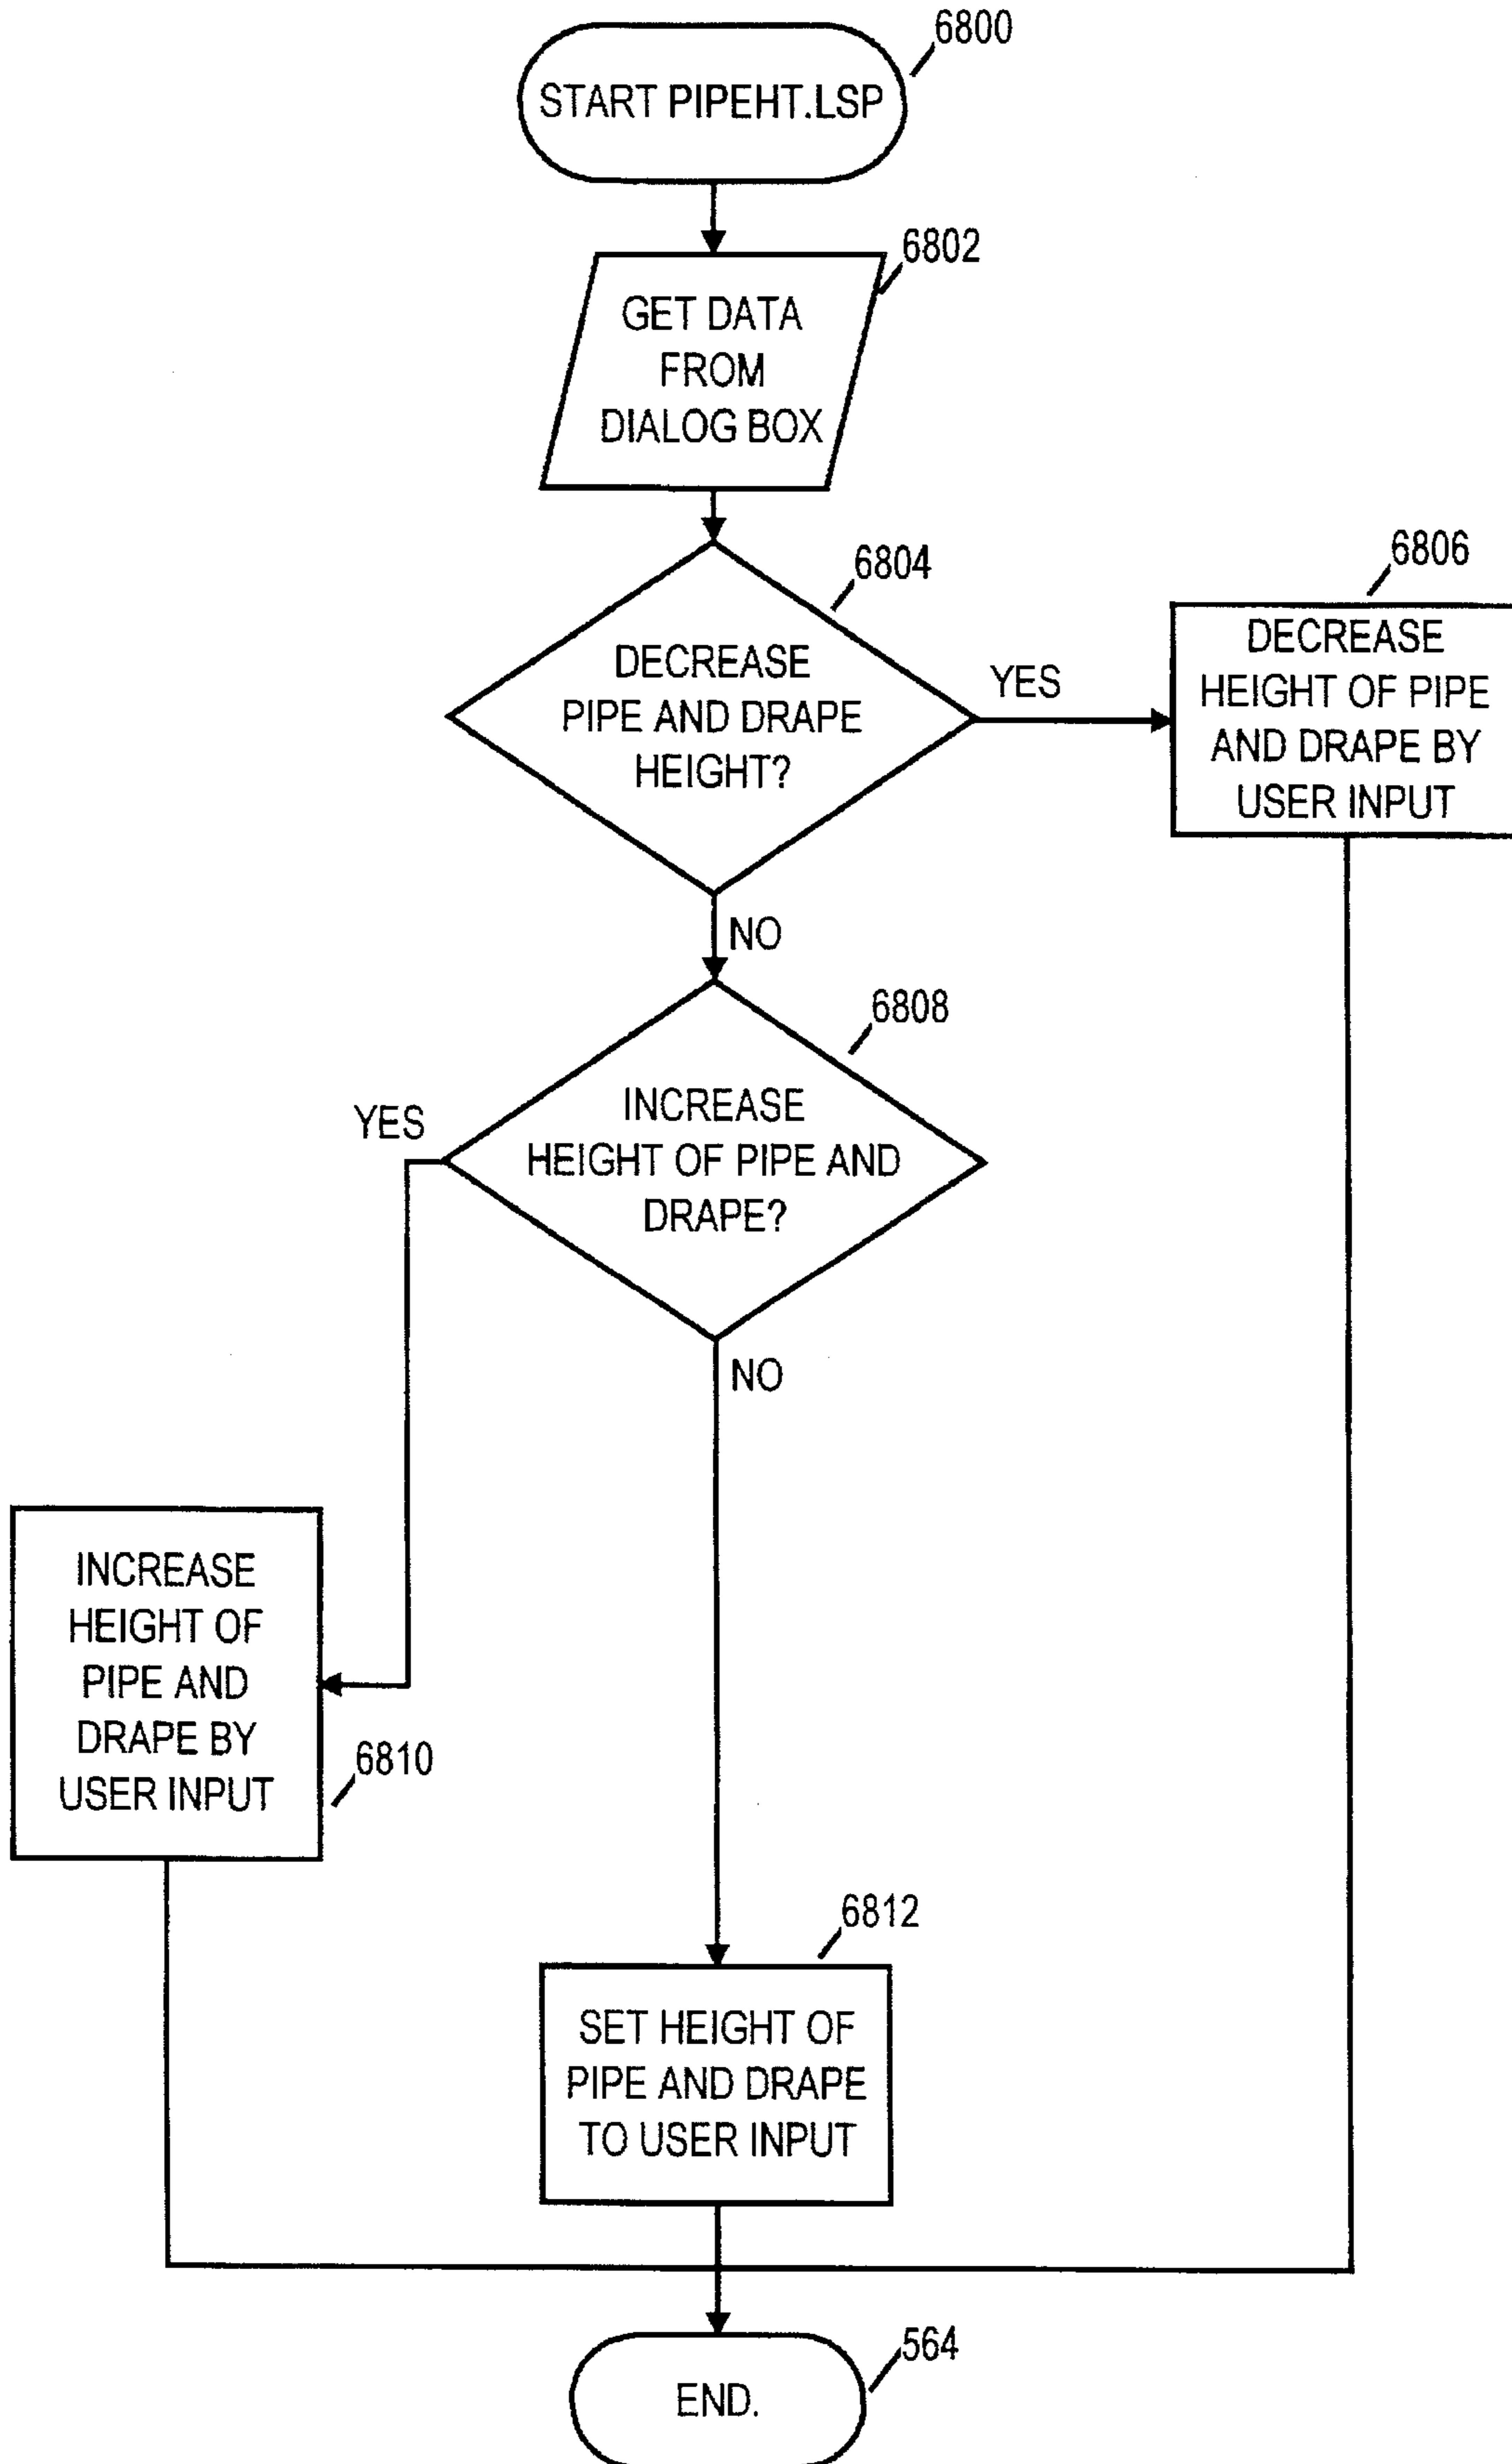 6800
START PIPEHT.LSP
6802
GET DATA
FROM
DIALOG BOX
6804
DECREASE
PIPE AND DRAPE
HEIGHT?
YES
6806
DECREASE
HEIGHT OF PIPE
AND DRAPE BY
USER INPUT
NO
6808
INCREASE
HEIGHT OF PIPE AND
DRAPE?
YES
NO
INCREASE
HEIGHT OF
PIPE AND
DRAPE BY
USER INPUT
6810
6812
SET HEIGHT OF
PIPE AND DRAPE
TO USER INPUT
564
END.